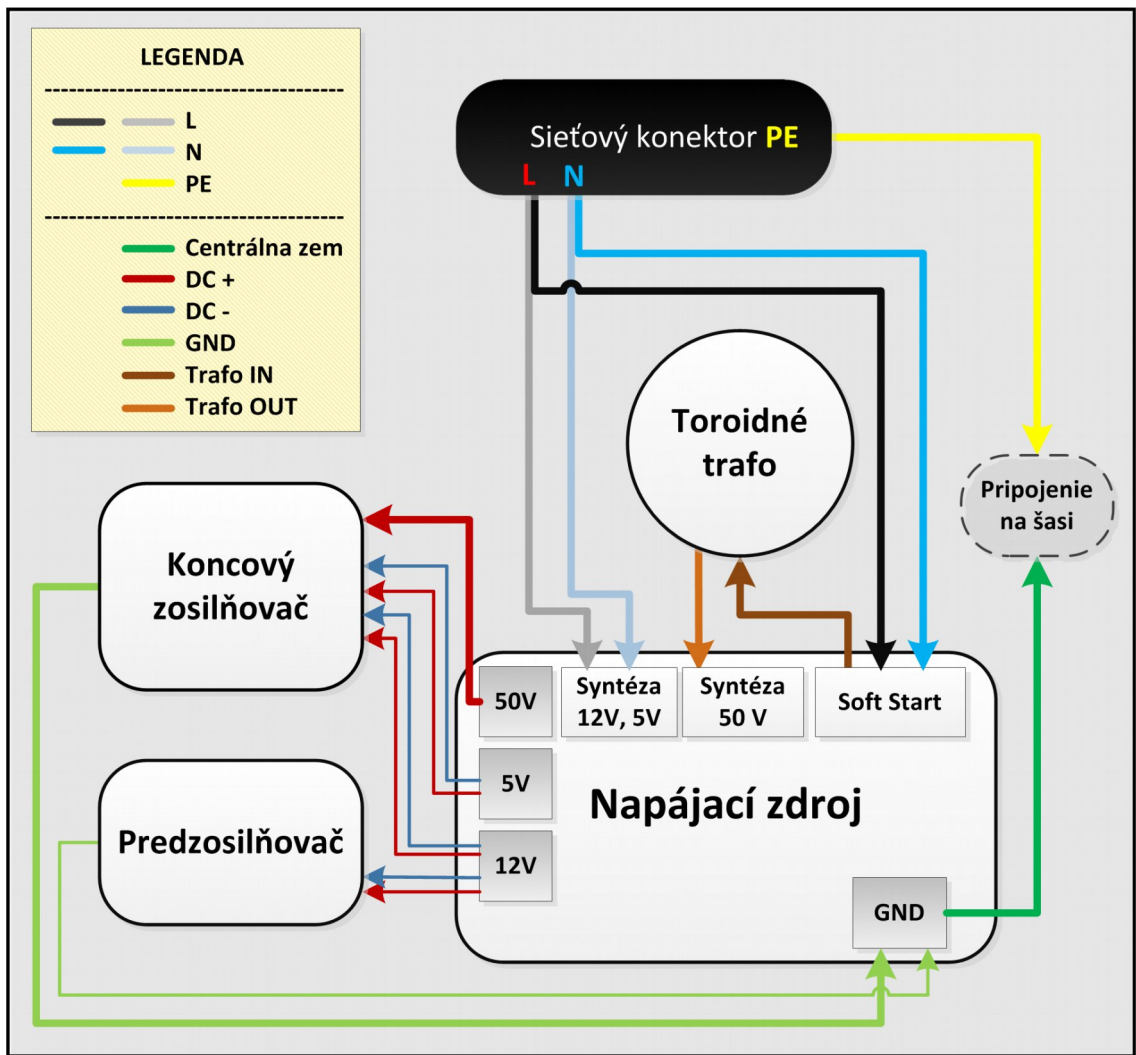 LEGENDA
L
N
PE
Centrálna zem
DC +
DC -
GND
Trafo IN
Trafo OUT
Sieťový konektor PE
L N
Toroidné
trafo
Pripojenie
na šasi
Koncový
zosilňovač
50V
Syntéza
12V, 5V
Syntéza
50 V
Soft Start
5V
Napájací zdroj
Predzosilňovač
12V
GND